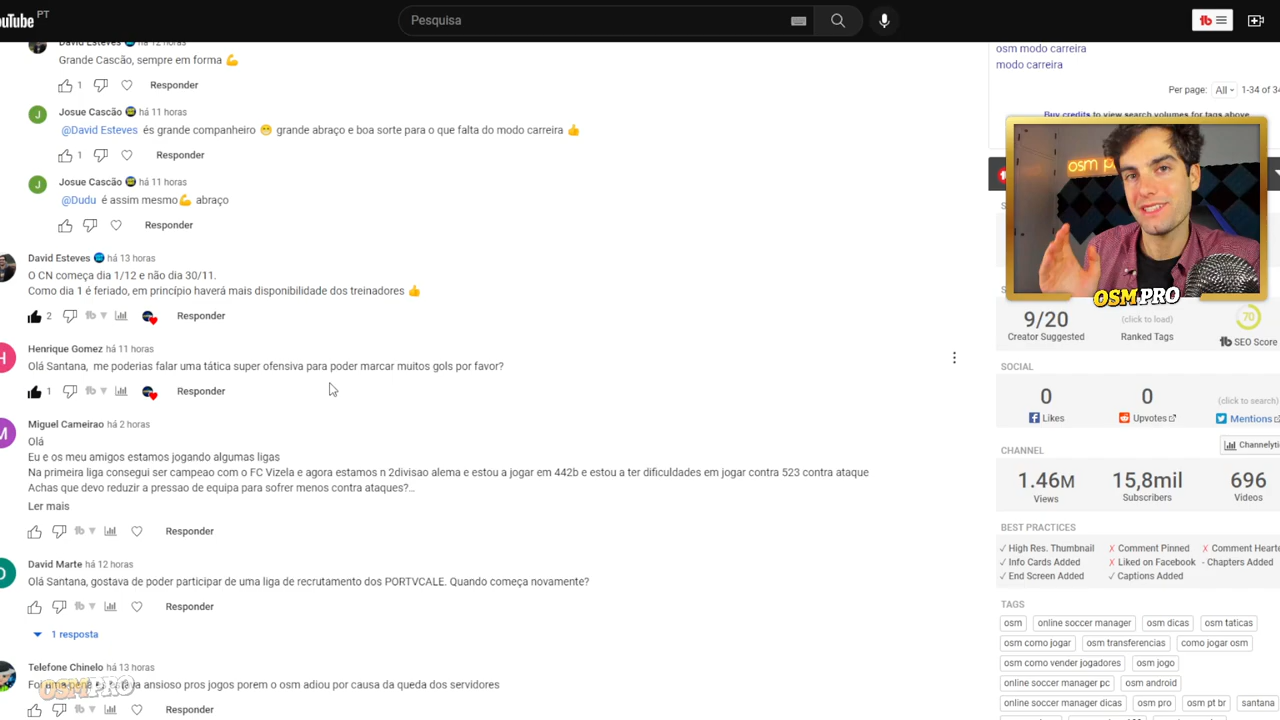 ouTube PT
Pesquisa
David Esteves há 12 horas
Grande Cascão, sempre em forma 💪
1 Responder
Josue Cascão há 11 horas
@David Esteves és grande companheiro 😁 grande abraço e boa sorte para o que falta do modo carreira 👍
1 Responder
Josue Cascão há 11 horas
@Dudu é assim mesmo💪 abraço
Responder
David Esteves há 13 horas
O CN começa dia 1/12 e não dia 30/11.
Como dia 1 é feriado, em princípio haverá mais disponibilidade dos treinadores 👍
2 Responder
Henrique Gomez há 11 horas
Olá Santana, me poderias falar uma tática super ofensiva para poder marcar muitos gols por favor?
1 Responder
Miguel Cameirao há 2 horas
Olá
Eu e os meu amigos estamos jogando algumas ligas
Na primeira liga consegui ser campeao com o FC Vizela e agora estamos n 2divisao alema e estou a jogar em 442b e estou a ter dificuldades em jogar contra 523 contra ataque
Achas que devo reduzir a pressao de equipa para sofrer menos contra ataques?...
Ler mais
Responder
David Marte há 12 horas
Olá Santana, gostava de poder participar de uma liga de recrutamento dos PORTVCALE. Quando começa novamente?
Responder
1 resposta
Telefone Chinelo há 13 horas
ansioso pros jogos porem o osm adiou por causa da queda dos servidores
Responder
OSMPRO
osm modo carreira
modo carreira
Per page: All 1-34 of 34
Buy credits to view search volumes for tags above
osm p
OSM.PRO
9/20
Creator Suggested
(click to load)
Ranked Tags
70
SEO Score
SOCIAL
0
Likes
0
Upvotes
(click to search)
Mentions
Channelytic
CHANNEL
1.46M
Views
15,8mil
Subscribers
696
Videos
BEST PRACTICES
✓ High Res. Thumbnail ✗ Comment Pinned ✗ Comment Hearte
✓ Info Cards Added ✗ Liked on Facebook - Chapters Added
✓ End Screen Added ✓ Captions Added
TAGS
osm online soccer manager osm dicas osm taticas
osm como jogar osm transferencias como jogar osm
osm como vender jogadores osm jogo
online soccer manager pc osm android
online soccer manager dicas osm pro osm pt br santana